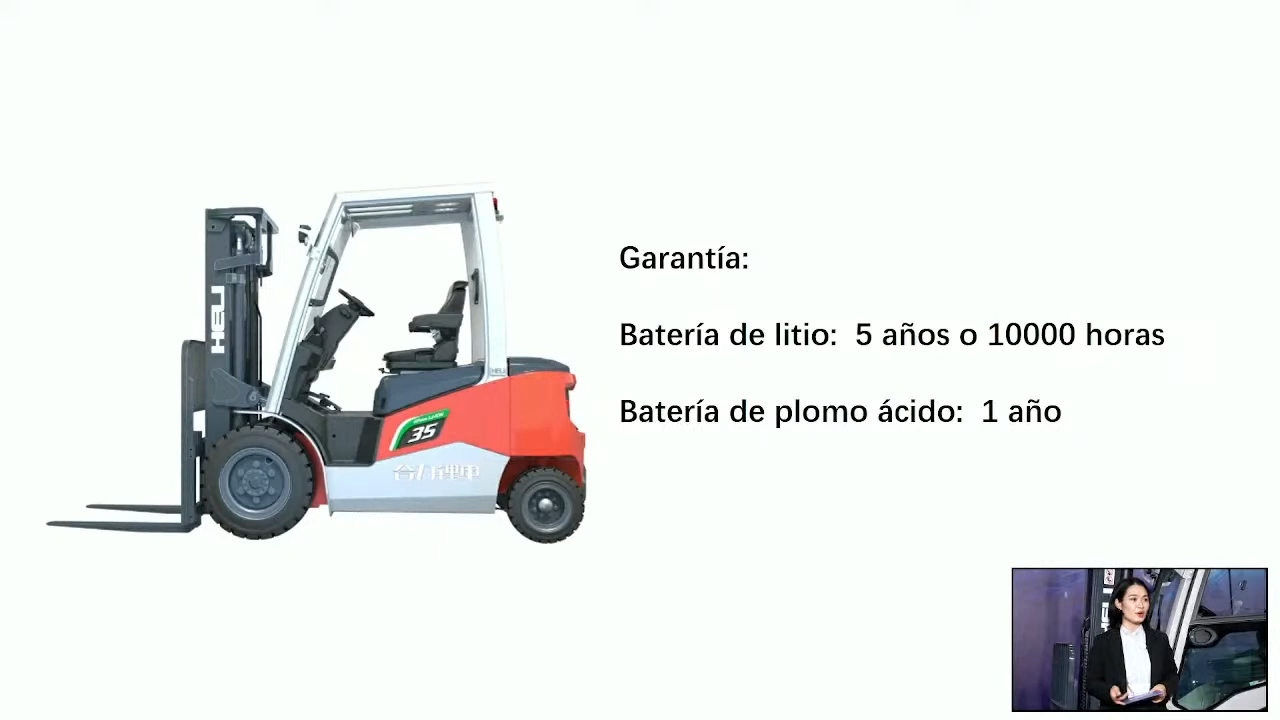 HELI
HELI
35
合力锂电
Garantía:
Batería de litio: 5 años o 10000 horas
Batería de plomo ácido: 1 año